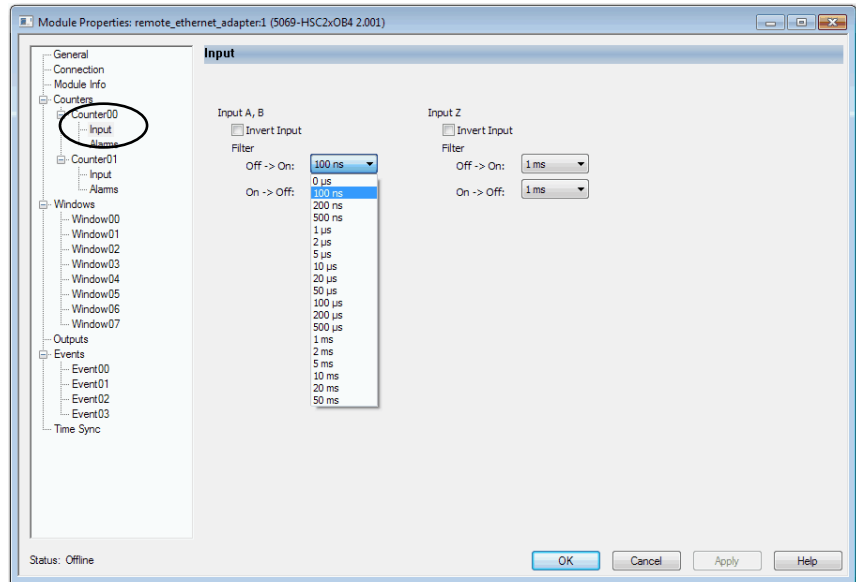 Module Properties: remote_ethernet_adapter:1 (5069-HSC2xOB4 2.001)
General
Connection
Module Info
Counters
Counter00
Input
Alarms
Counter01
Input
Alarms
Windows
Window00
Window01
Window02
Window03
Window04
Window05
Window06
Window07
Outputs
Events
Event00
Event01
Event02
Event03
Time Sync
Input
Input A, B
Invert Input
Filter
Off -> On: 100 ns
On -> Off:
0 µs
100 ns
200 ns
500 ns
1 µs
2 µs
5 µs
10 µs
20 µs
50 µs
100 µs
200 µs
500 µs
1 ms
2 ms
5 ms
10 ms
20 ms
50 ms
Input Z
Invert Input
Filter
Off -> On: 1 ms
On -> Off: 1 ms
Status: Offline
OK Cancel Apply Help